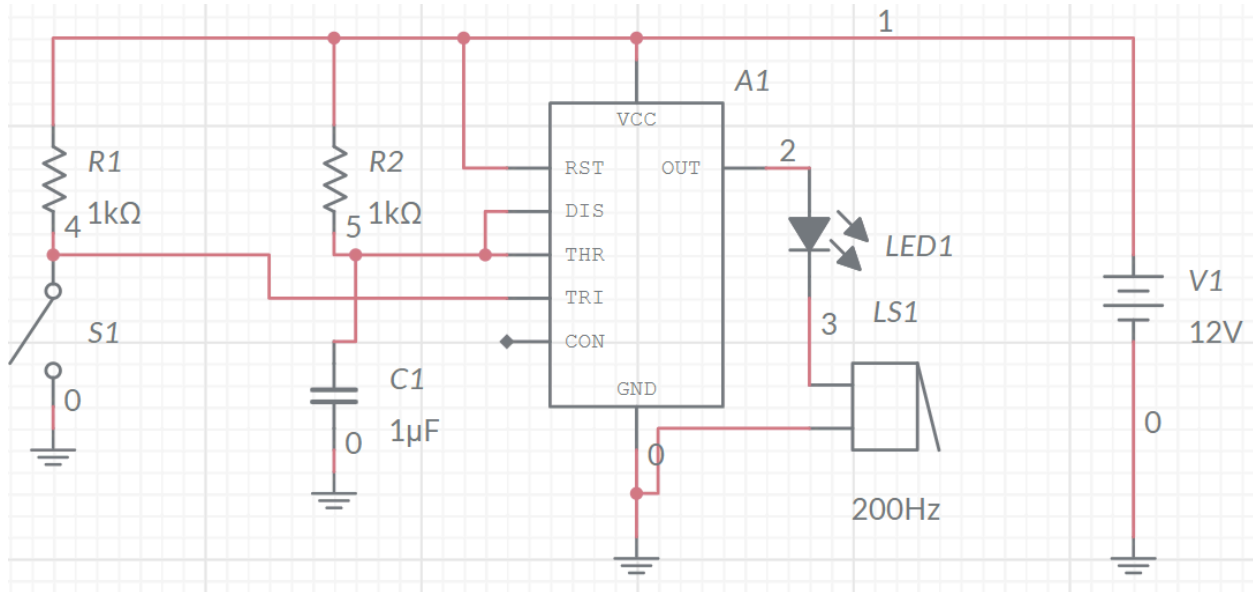 1
A1
VCC
R1
1kΩ
4
R2
1kΩ
5
RST
OUT
2
DIS
THR
TRI
CON
GND
LED1
3
LS1
V1
12V
S1
0
C1
1µF
0
0
0
200Hz